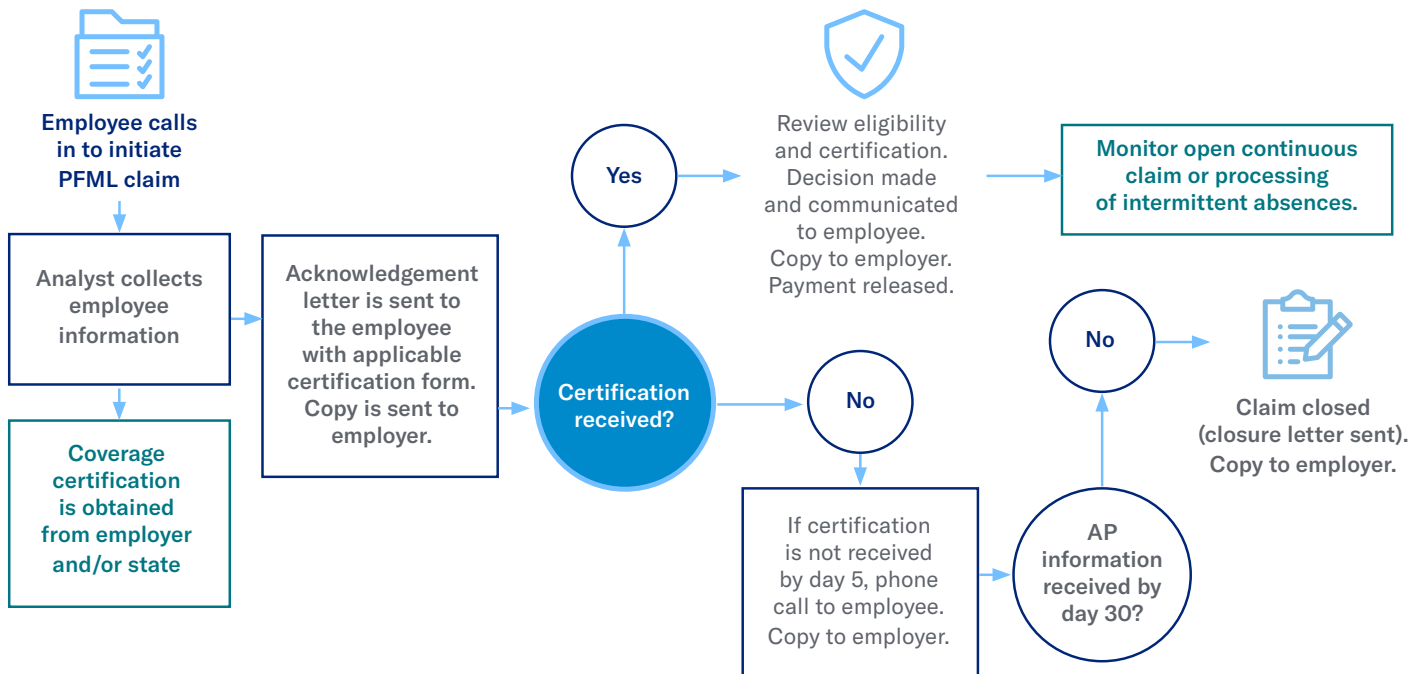 Employee calls
in to initiate
PFML claim
Analyst collects
employee
information
Coverage
certification
is obtained
from employer
and/or state
Acknowledgement
letter is sent to
the employee
with applicable
certification form.
Copy is sent to
employer.
Certification
received?
Yes
Review eligibility
and certification.
Decision made
and communicated
to employee.
Copy to employer.
Payment released.
Monitor open continuous
claim or processing
of intermittent absences.
No
If certification
is not received
by day 5, phone
call to employee.
Copy to employer.
AP
information
received by
day 30?
No
Claim closed
(closure letter sent).
Copy to employer.